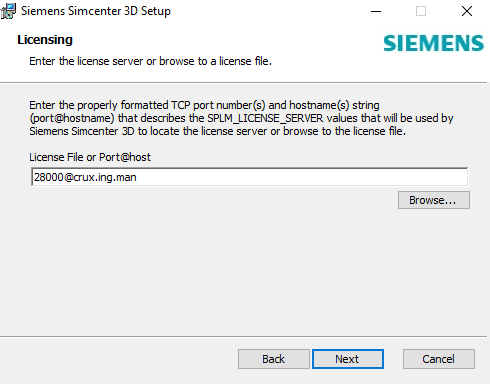 Siemens Simcenter 3D Setup
Licensing
SIEMENS
Enter the license server or browse to a license file.
Enter the properly formatted TCP port number(s) and hostname(s) string
(port@hostname) that describes the SPLM_LICENSE_SERVER values that will be used by
Siemens Simcenter 3D to locate the license server or browse to the license file.
License File or Port@host
28000@crux.ing.man
Browse...
Back
Next
Cancel